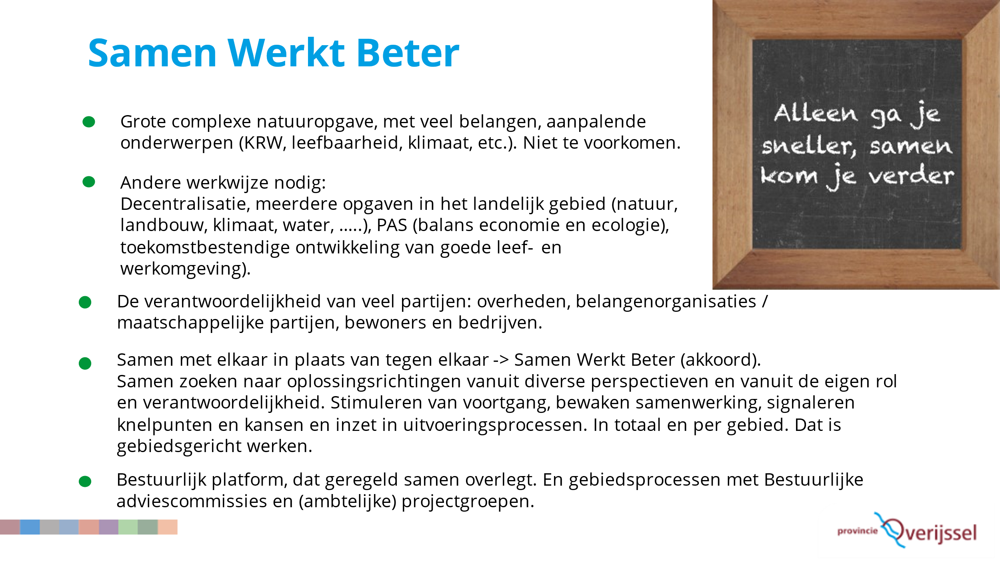 Samen Werkt Beter
Alleen ga je
sneller, samen
kom je verder
Grote complexe natuuropgave, met veel belangen, aanpalende
onderwerpen (KRW, leefbaarheid, klimaat, etc.). Niet te voorkomen.
Andere werkwijze nodig:
Decentralisatie, meerdere opgaven in het landelijk gebied (natuur,
landbouw, klimaat, water, .....), PAS (balans economie en ecologie),
toekomstbestendige ontwikkeling van goede leef- en
werkomgeving).
De verantwoordelijkheid van veel partijen: overheden, belangenorganisaties /
maatschappelijke partijen, bewoners en bedrijven.
Samen met elkaar in plaats van tegen elkaar -> Samen Werkt Beter (akkoord).
Samen zoeken naar oplossingsrichtingen vanuit diverse perspectieven en vanuit de eigen rol
en verantwoordelijkheid. Stimuleren van voortgang, bewaken samenwerking, signaleren
knelpunten en kansen en inzet in uitvoeringsprocessen. In totaal en per gebied. Dat is
gebiedsgericht werken.
Bestuurlijk platform, dat geregeld samen overlegt. En gebiedsprocessen met Bestuurlijke
adviescommissies en (ambtelijke) projectgroepen.
provincie Overijssel